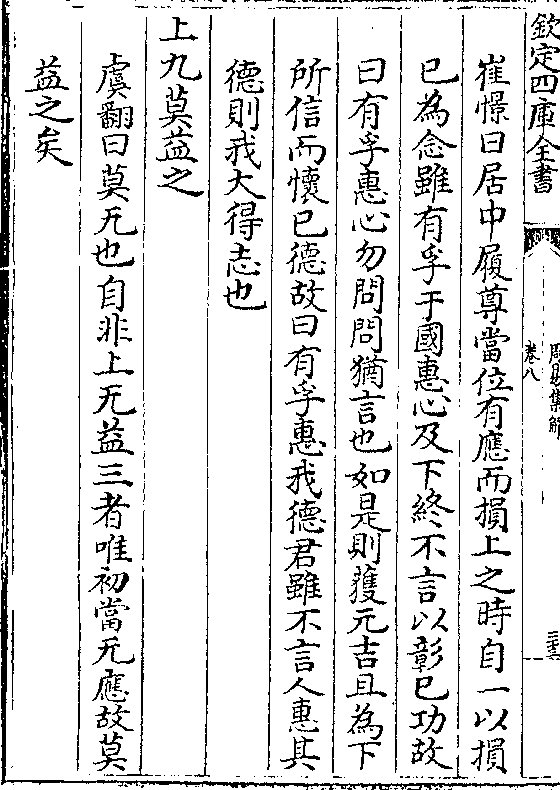 欽定四庫全書
周易集解
卷八
三十三
崔憬曰居中履尊當位有應而損上之時自一以損
已為念雖有孚于國惠心及下終不言以彰已功故
曰有孚惠心勿問問猶言也如是則獲元吉且為下
所信而懷已德故曰有孚惠我德君雖不言人惠其
德則我大得志也
上九莫益之
虞翻曰莫无也自非上无益三者唯初當无應故莫
益之矣